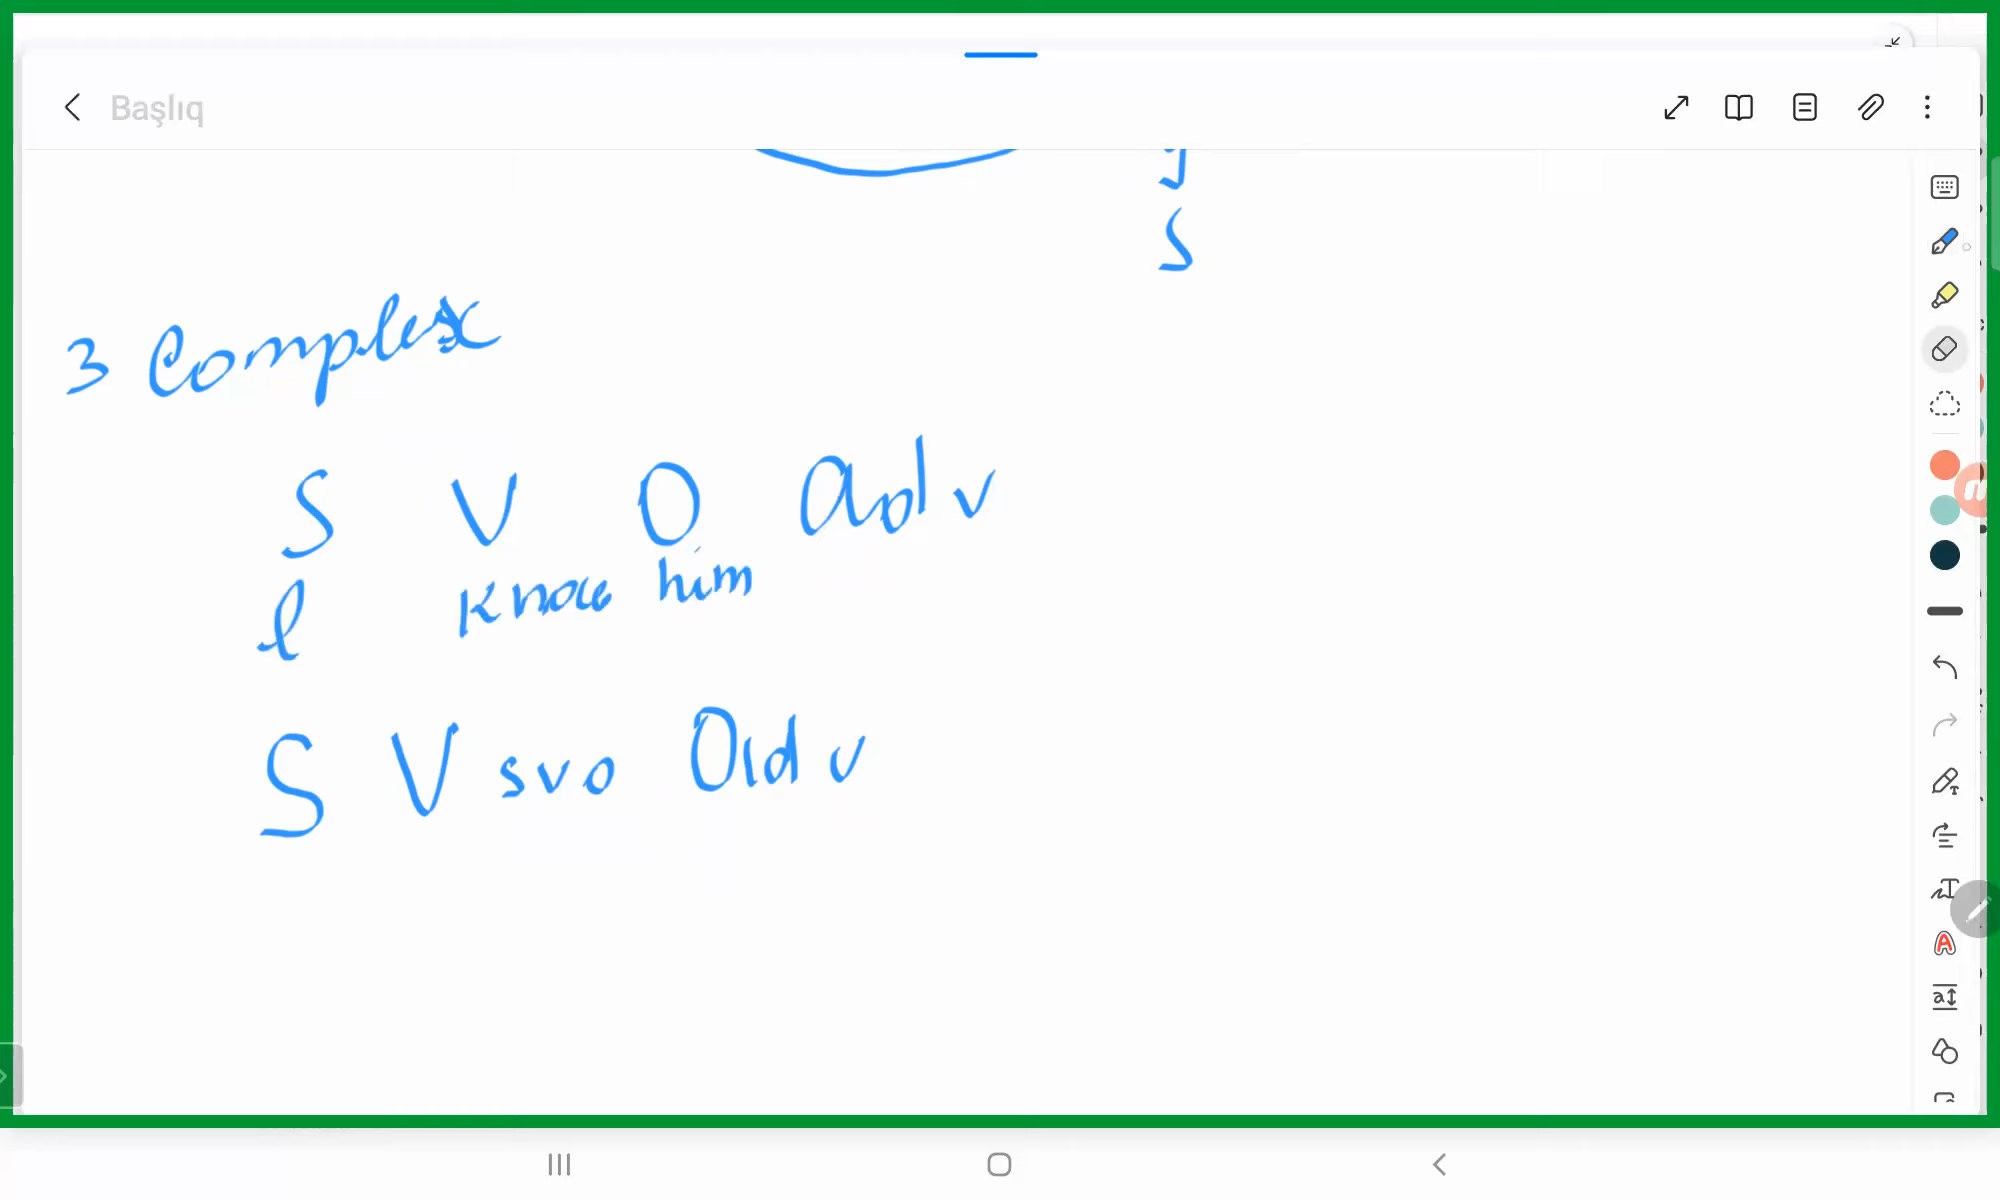 Başlıq
y
S
3 Complex
S V O Adv
I know him
S V svo Adv